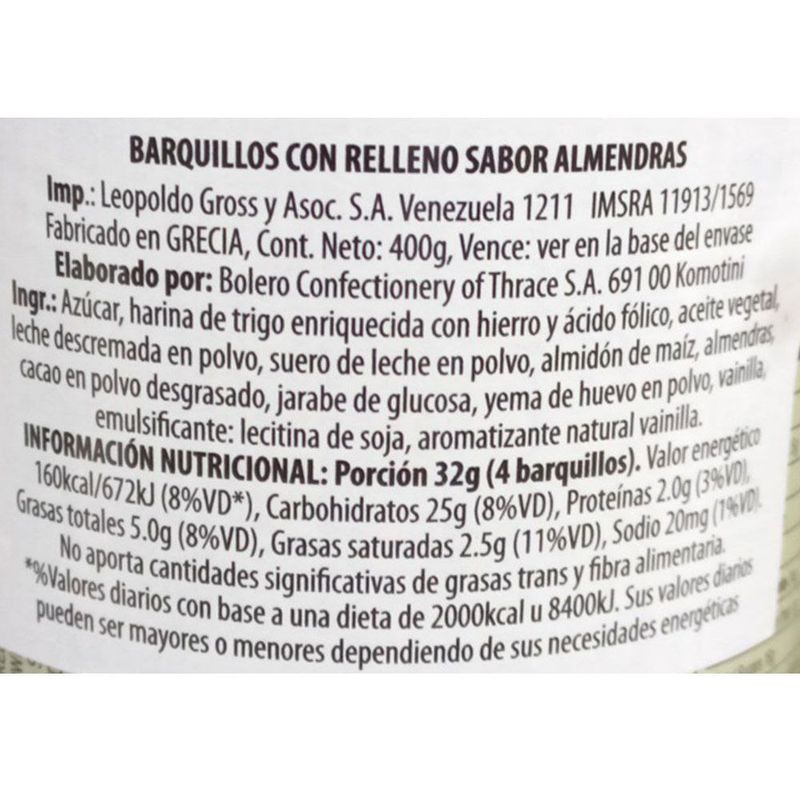 BARQUILLOS CON RELLENO SABOR ALMENDRAS
Imp.: Leopoldo Gross y Asoc. S.A. Venezuela 1211 IMSRA 11913/1569
Fabricado en GRECIA, Cont. Neto: 400g, Vence: ver en la base del envase
Elaborado por: Bolero Confectionery of Thrace S.A. 691 00 Komotini
Ingr.: Azúcar, harina de trigo enriquecida con hierro y ácido fólico, aceite vegetal,
leche descremada en polvo, suero de leche en polvo, almidón de maíz, almendras,
cacao en polvo desgrasado, jarabe de glucosa, yema de huevo en polvo, vainilla,
emulsificante: lecitina de soja, aromatizante natural vainilla.
INFORMACIÓN NUTRICIONAL: Porción 32g (4 barquillos). Valor energético
160kcal/672kJ (8%VD*), Carbohidratos 25g (8%VD), Proteínas 2.0g (3%VD),
Grasas totales 5.0g (8%VD), Grasas saturadas 2.5g (11%VD), Sodio 20mg (1%VD).
No aporta cantidades significativas de grasas trans y fibra alimentaria.
*%Valores diarios con base a una dieta de 2000kcal u 8400kJ. Sus valores diarios
pueden ser mayores o menores dependiendo de sus necesidades energéticas